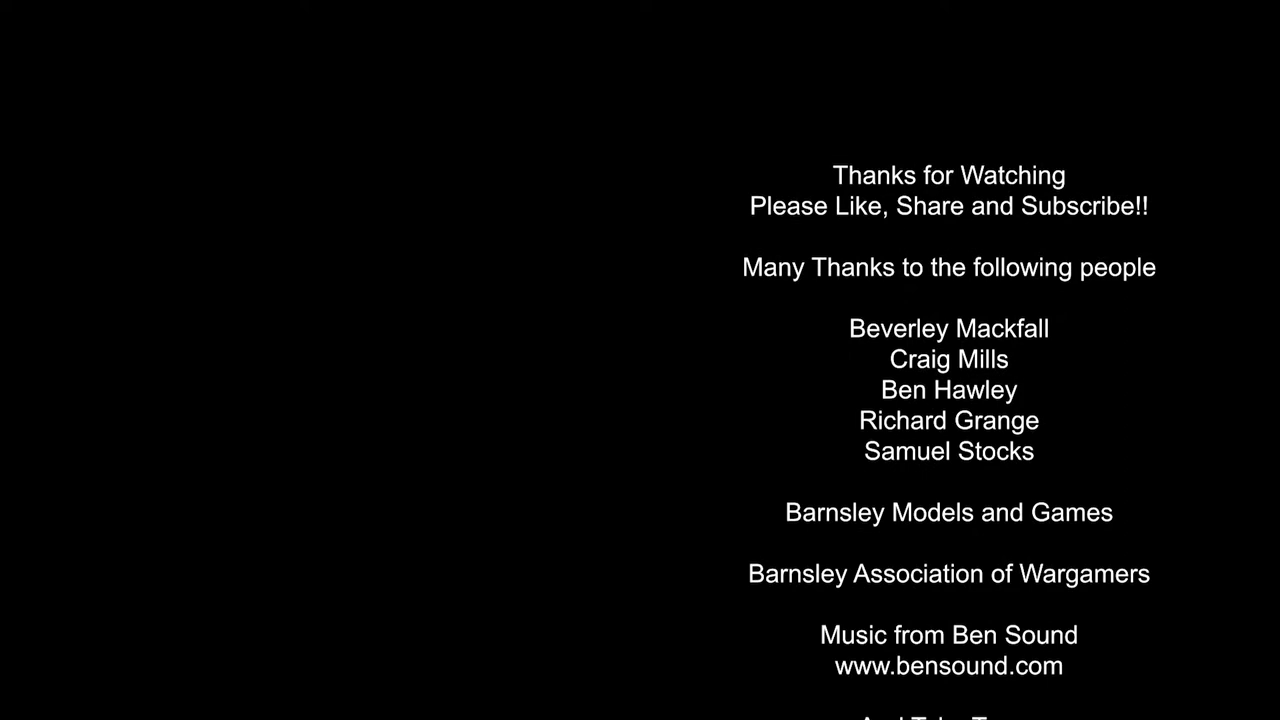 Thanks for Watching
Please Like, Share and Subscribe!!
Many Thanks to the following people
Beverley Mackfall
Craig Mills
Ben Hawley
Richard Grange
Samuel Stocks
Barnsley Models and Games
Barnsley Association of Wargamers
Music from Ben Sound
www.bensound.com